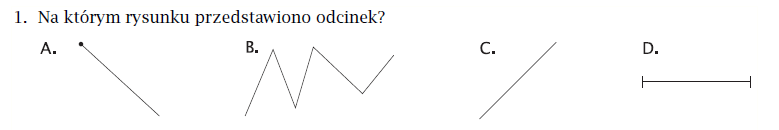 1. Na którym rysunku przedstawiono odcinek?
A. B. C. D.